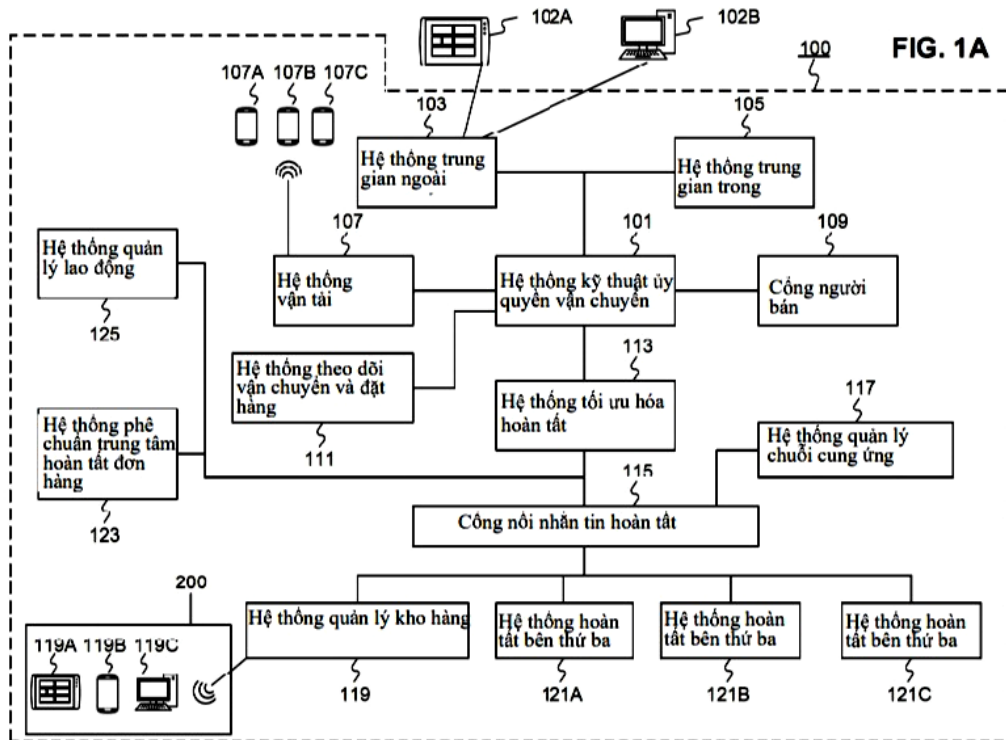 102A
102B
100
FIG. 1A
107A 107B 107C
103
105
Hệ thống trung
gian ngoài
Hệ thống trung
gian trong
107
101
109
Hệ thống quản
lý lao động
Hệ thống
vận tải
Hệ thống kỹ thuật ủy
quyền vận chuyển
Cổng người
bán
125
113
Hệ thống theo dõi
vận chuyển và đặt
hàng
Hệ thống tối ưu hóa
hoàn tất
117
Hệ thống phê
chuẩn trung tâm
hoàn tất đơn
hàng
111
Hệ thống quản lý
chuỗi cung ứng
115
123
Cổng nối nhắn tin hoàn tất
200
Hệ thống quản lý kho hàng
Hệ thống hoàn
tất bên thứ ba
Hệ thống hoàn
tất bên thứ ba
Hệ thống hoàn
tất bên thứ ba
119A 119B 119C
119
121A
121B
121C